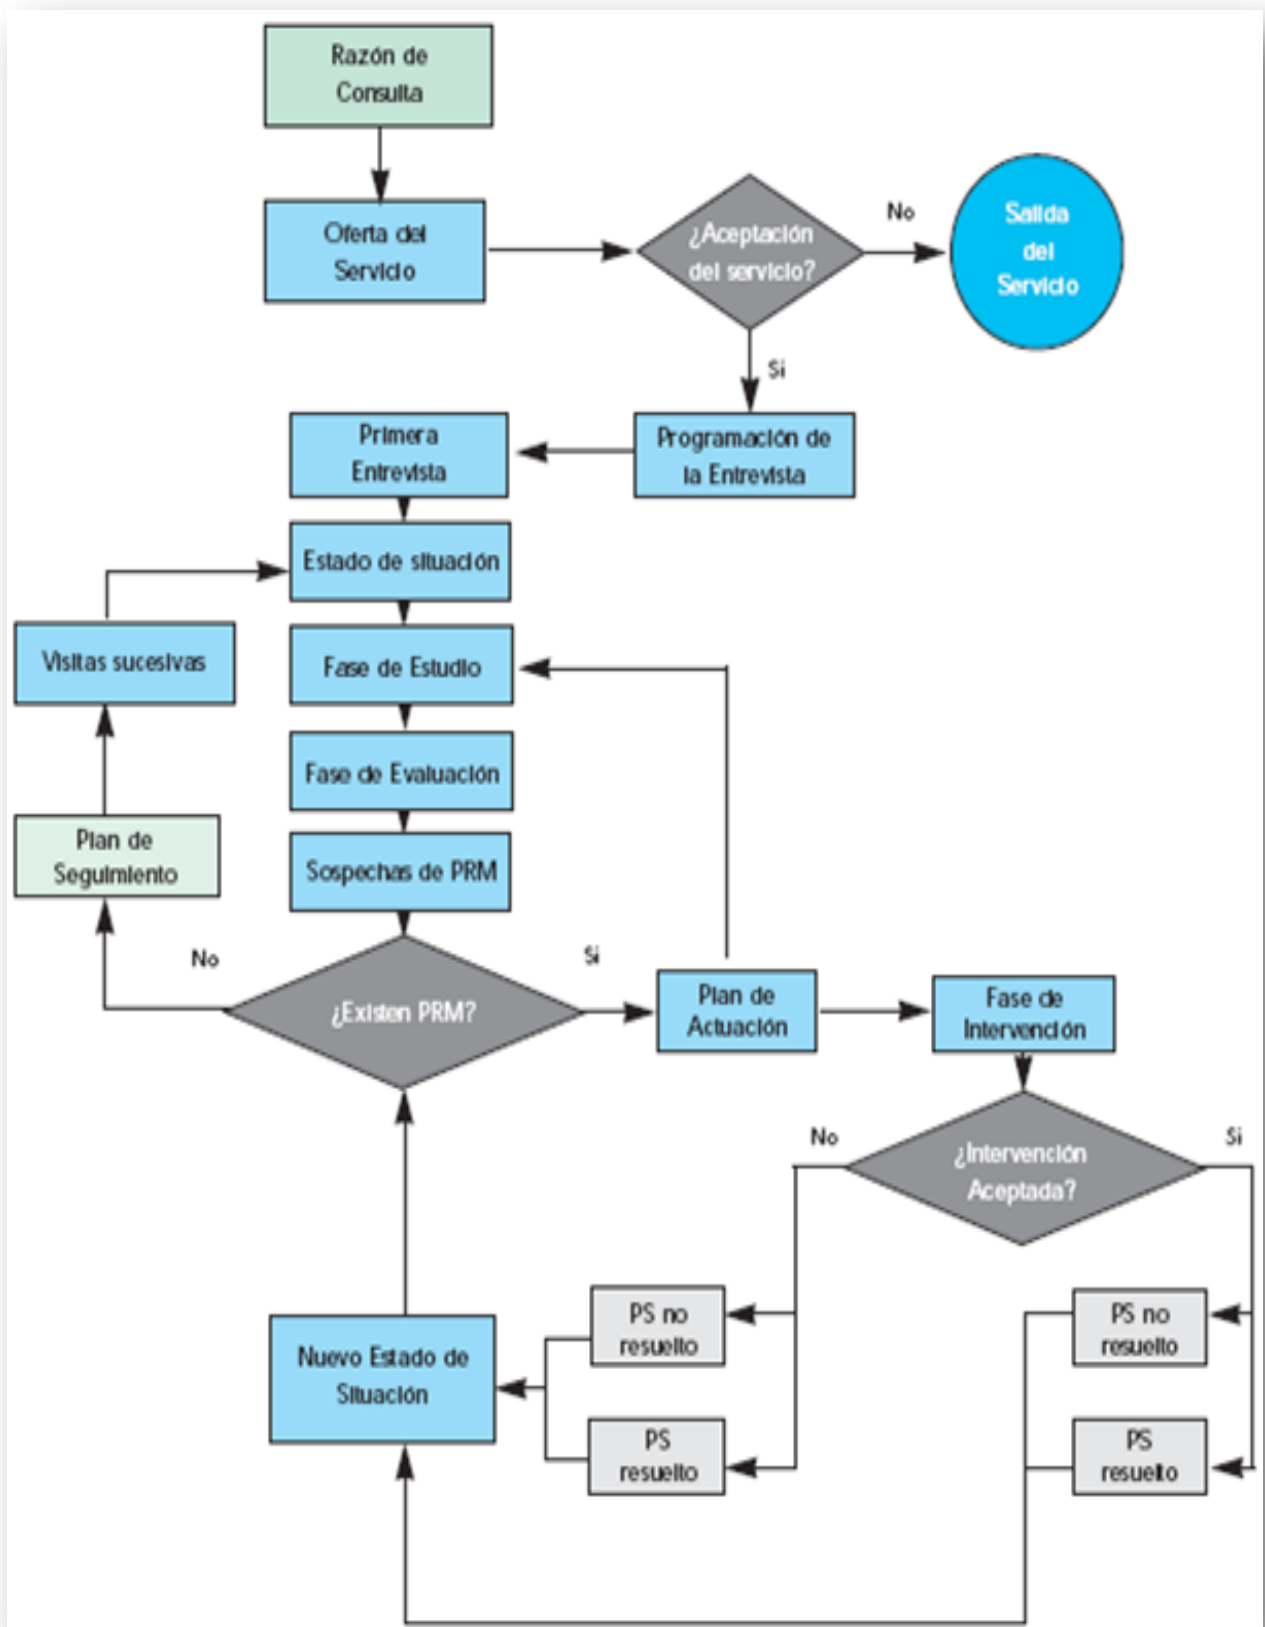 Razón de
Consulta
Oferta del
Servicio
¿Aceptación
del servicio?
No
Salida
del
Servicio
Si
Primera
Entrevista
Programación de
la Entrevista
Estado de situación
Visitas sucesivas
Fase de Estudio
Fase de Evaluación
Plan de
Seguimiento
Sospechas de PRM
No
¿Existen PRM?
Si
Plan de
Actuación
Fase de
Intervención
No
¿Intervención
Aceptada?
Si
PS no
resuelto
PS no
resuelto
Nuevo Estado de
Situación
PS
resuelto
PS
resuelto